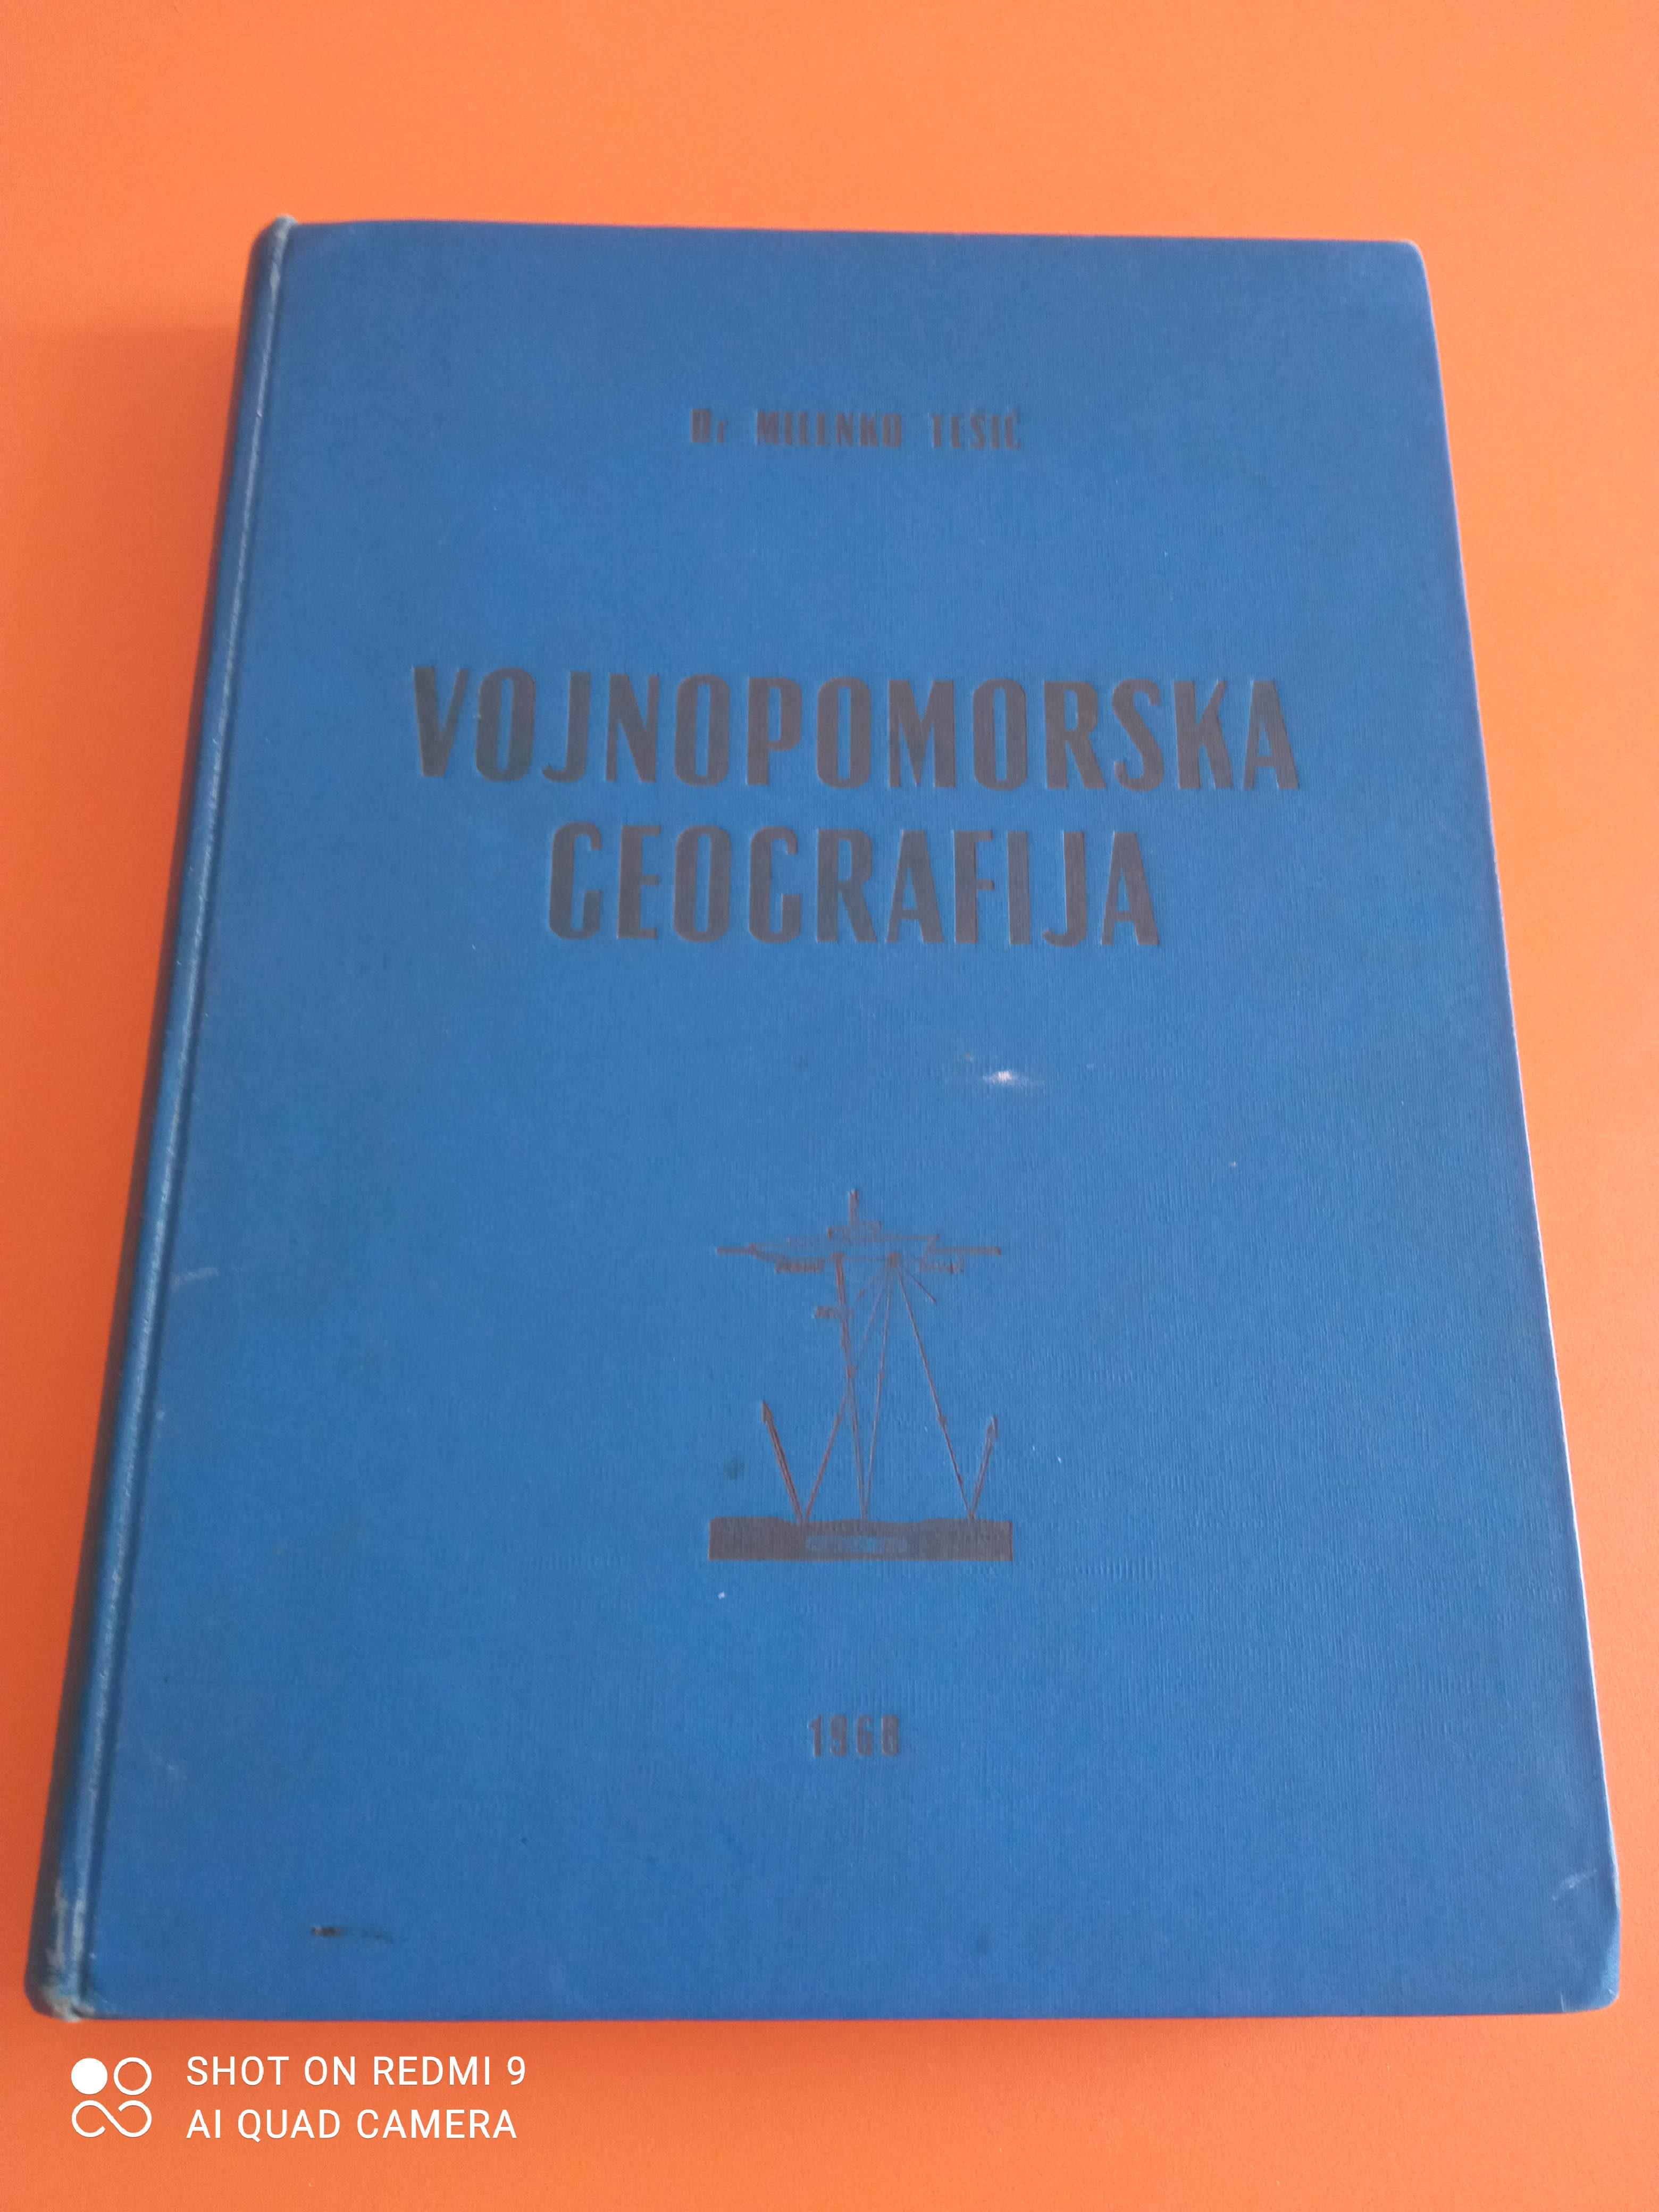 Dr MILENKO TEŠIĆ
VOJNOPOMORSKA
GEOGRAFIJA
1968
SHOT ON REDMI 9
AI QUAD CAMERA